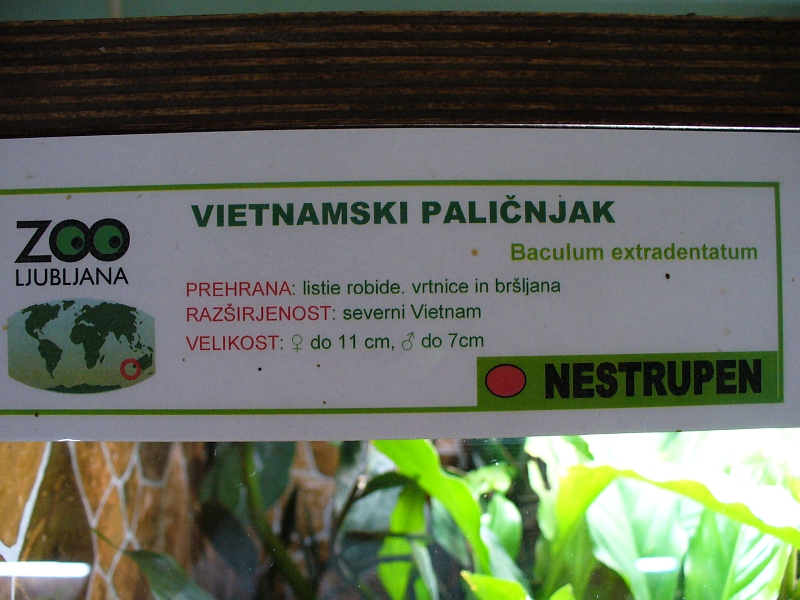 ZOO
LJUBLJANA
VIETNAMSKI PALIČNJAK
Baculum extradentatum
PREHRANA: listie robide. vrtnice in bršljana
RAZŠIRJENOST: severni Vietnam
VELIKOST: ♀ do 11 cm, ♂ do 7cm
NESTRUPEN